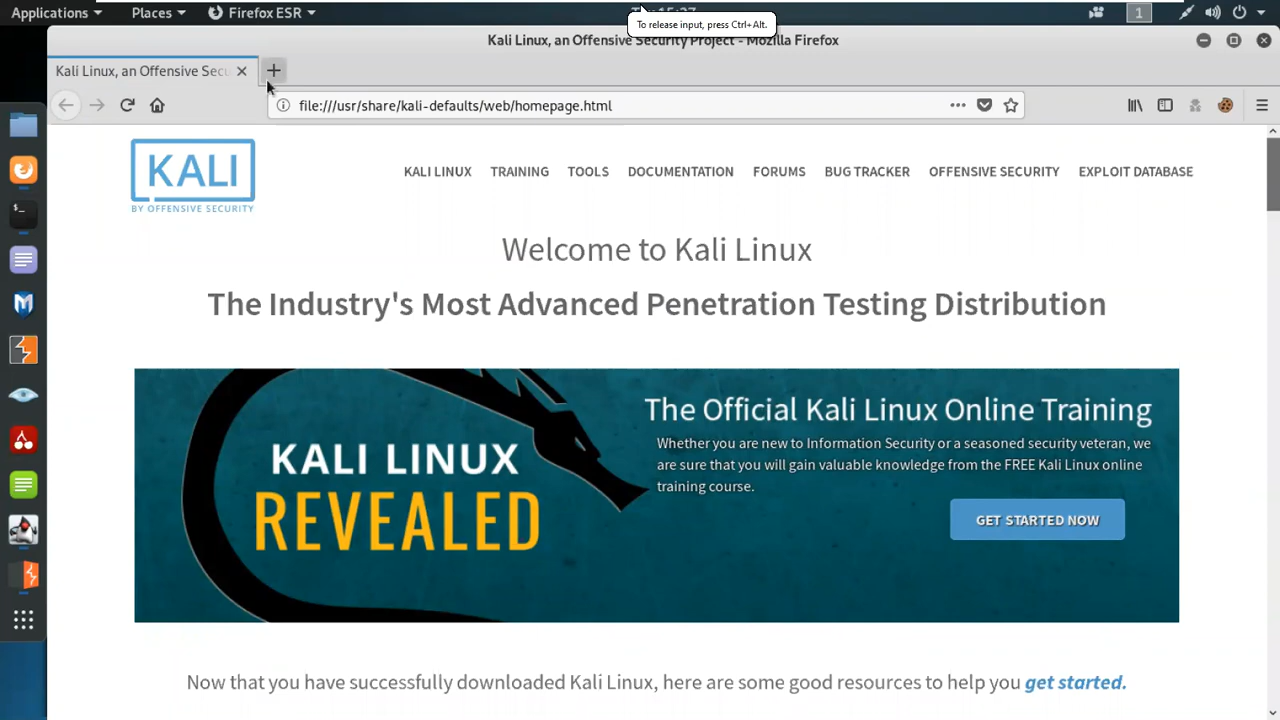 Applications
Places
Firefox ESR
To release input, press Ctrl+Alt.
1
Kali Linux, an Offensive Security Project - Mozilla Firefox
Kali Linux, an Offensive Secu
file:///usr/share/kali-defaults/web/homepage.html
KALI
BY OFFENSIVE SECURITY
KALI LINUX TRAINING TOOLS DOCUMENTATION FORUMS BUG TRACKER OFFENSIVE SECURITY EXPLOIT DATABASE
Welcome to Kali Linux
The Industry's Most Advanced Penetration Testing Distribution
KALI LINUX
REVEALED
The Official Kali Linux Online Training
Whether you are new to Information Security or a seasoned security veteran, we
are sure that you will gain valuable knowledge from the FREE Kali Linux online
training course.
GET STARTED NOW
Now that you have successfully downloaded Kali Linux, here are some good resources to help you get started.